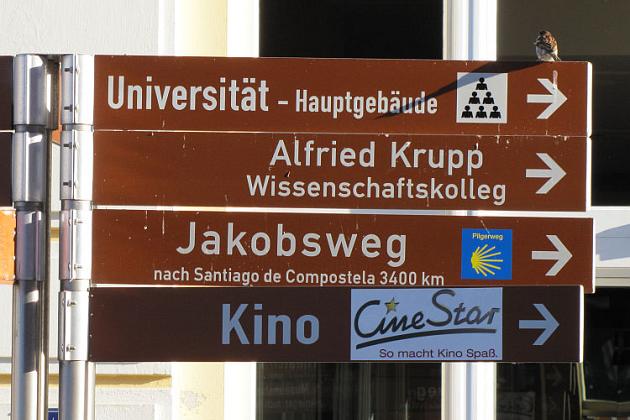 Universität - Hauptgebäude
Alfried Krupp
Wissenschaftskolleg
Jakobsweg
nach Santiago de Compostela 3400 km
Pilgerweg
Kino
CineStar
So macht Kino Spaß.